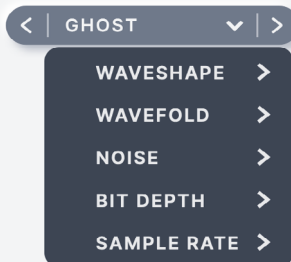 GHOST
WAVESHAPE
WAVEFOLD
NOISE
BIT DEPTH
SAMPLE RATE